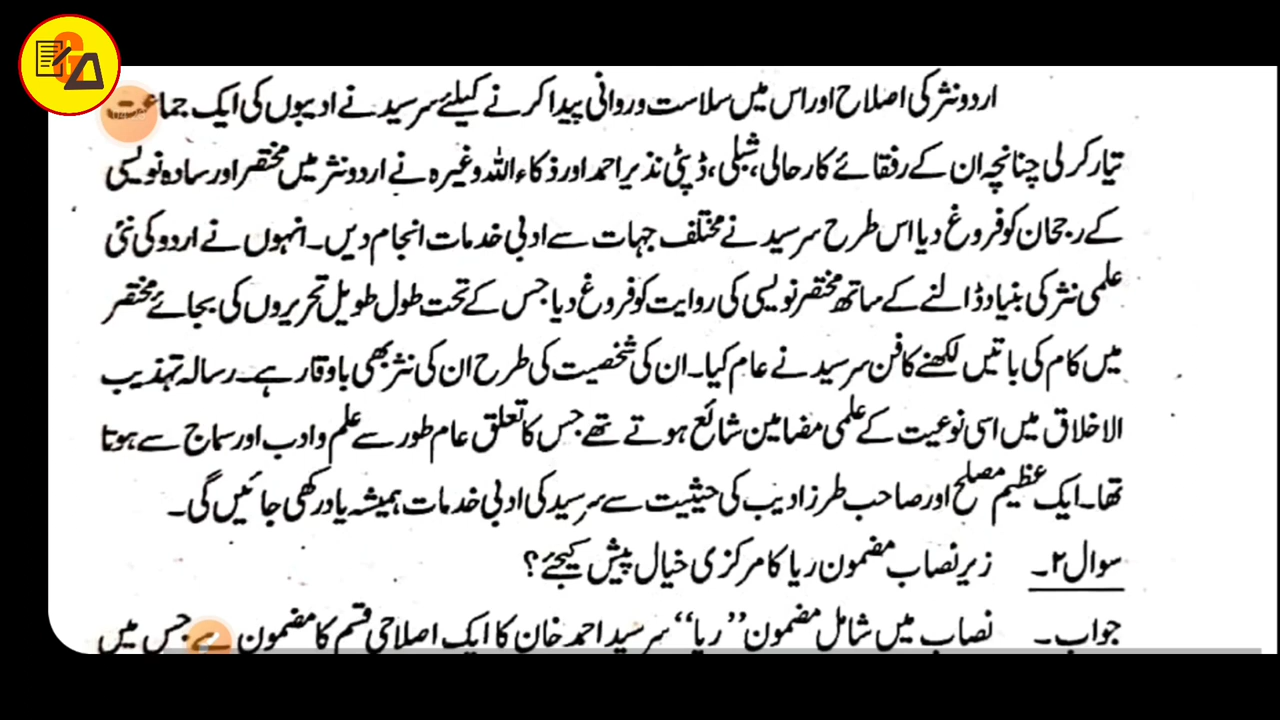 اردو نثر کی اصلاح اور اس میں سلاست و روانی پیدا کرنے کیلئے سرسید نے ادیبوں کی ایک جماعت
تیار کر لی چنانچہ ان کے رفقائے کار حالی، شبلی، ڈپٹی نذیر احمد اور ذکاء اللہ وغیرہ نے اردو نثر میں مختصر اور سادہ نویسی
کے رجحان کو فروغ دیا اس طرح سرسید نے مختلف جہات سے ادبی خدمات انجام دیں۔ انہوں نے اردو کی نئی
علمی نثر کی بنیاد ڈالنے کے ساتھ مختصر نویسی کی روایت کو فروغ دیا جس کے تحت طول طویل تحریروں کی بجائے مختصر
میں کام کی باتیں لکھنے کا فن سرسید نے عام کیا۔ ان کی شخصیت کی طرح ان کی نثر بھی باوقار ہے۔ رسالہ تہذیب
الاخلاق میں اسی نوعیت کے علمی مضامین شائع ہوتے تھے جس کا تعلق عام طور سے علم و ادب اور سماج سے ہوتا
تھا۔ ایک عظیم مصلح اور صاحب طرز ادیب کی حیثیت سے سرسید کی ادبی خدمات ہمیشہ یاد رکھی جائیں گی۔
سوال ۲۔ زیر نصاب مضمون ریا کا مرکزی خیال پیش کیجئے؟
جواب۔ نصاب میں شامل مضمون ”ریا“ سرسید احمد خان کا ایک اصلاحی قسم کا مضمون ہے جس میں